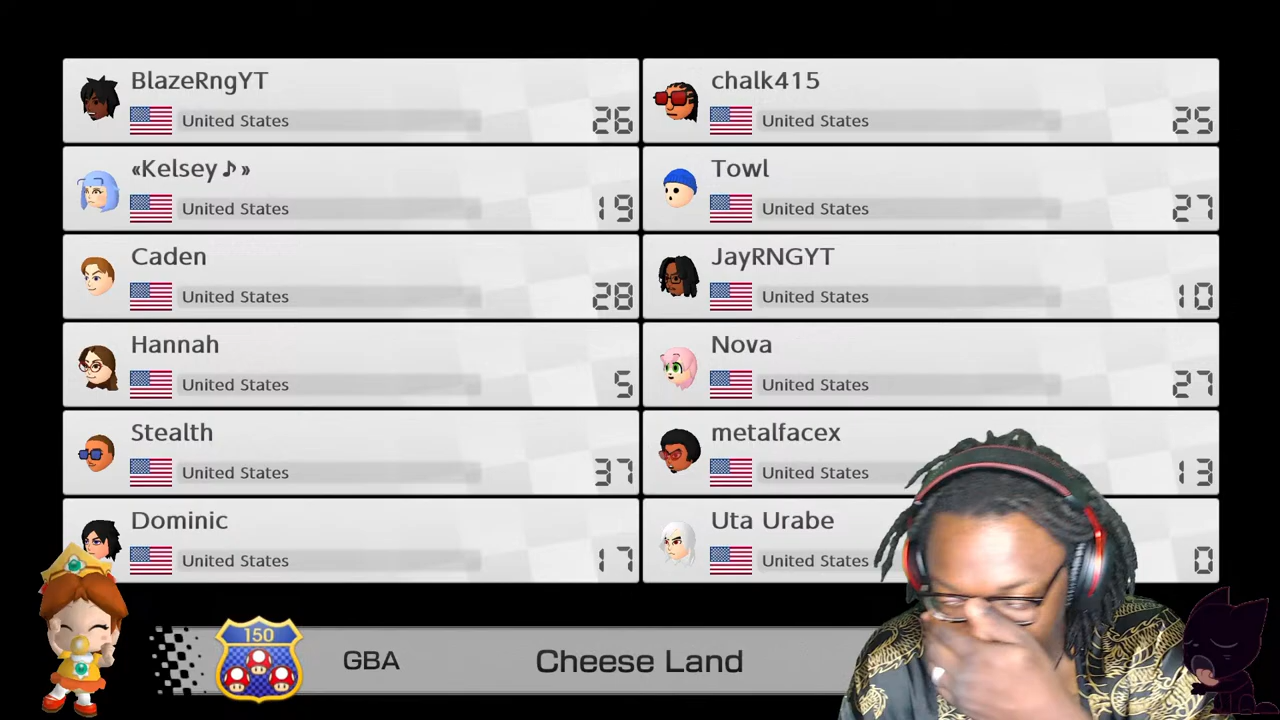 BlazeRngYT
United States
26
chalk415
United States
25
«Kelsey♪»
United States
19
Towl
United States
27
Caden
United States
28
JayRNGYT
United States
10
Hannah
United States
5
Nova
United States
27
Stealth
United States
37
metalfacex
United States
13
Dominic
United States
17
Uta Urabe
United States
0
150
GBA
Cheese Land